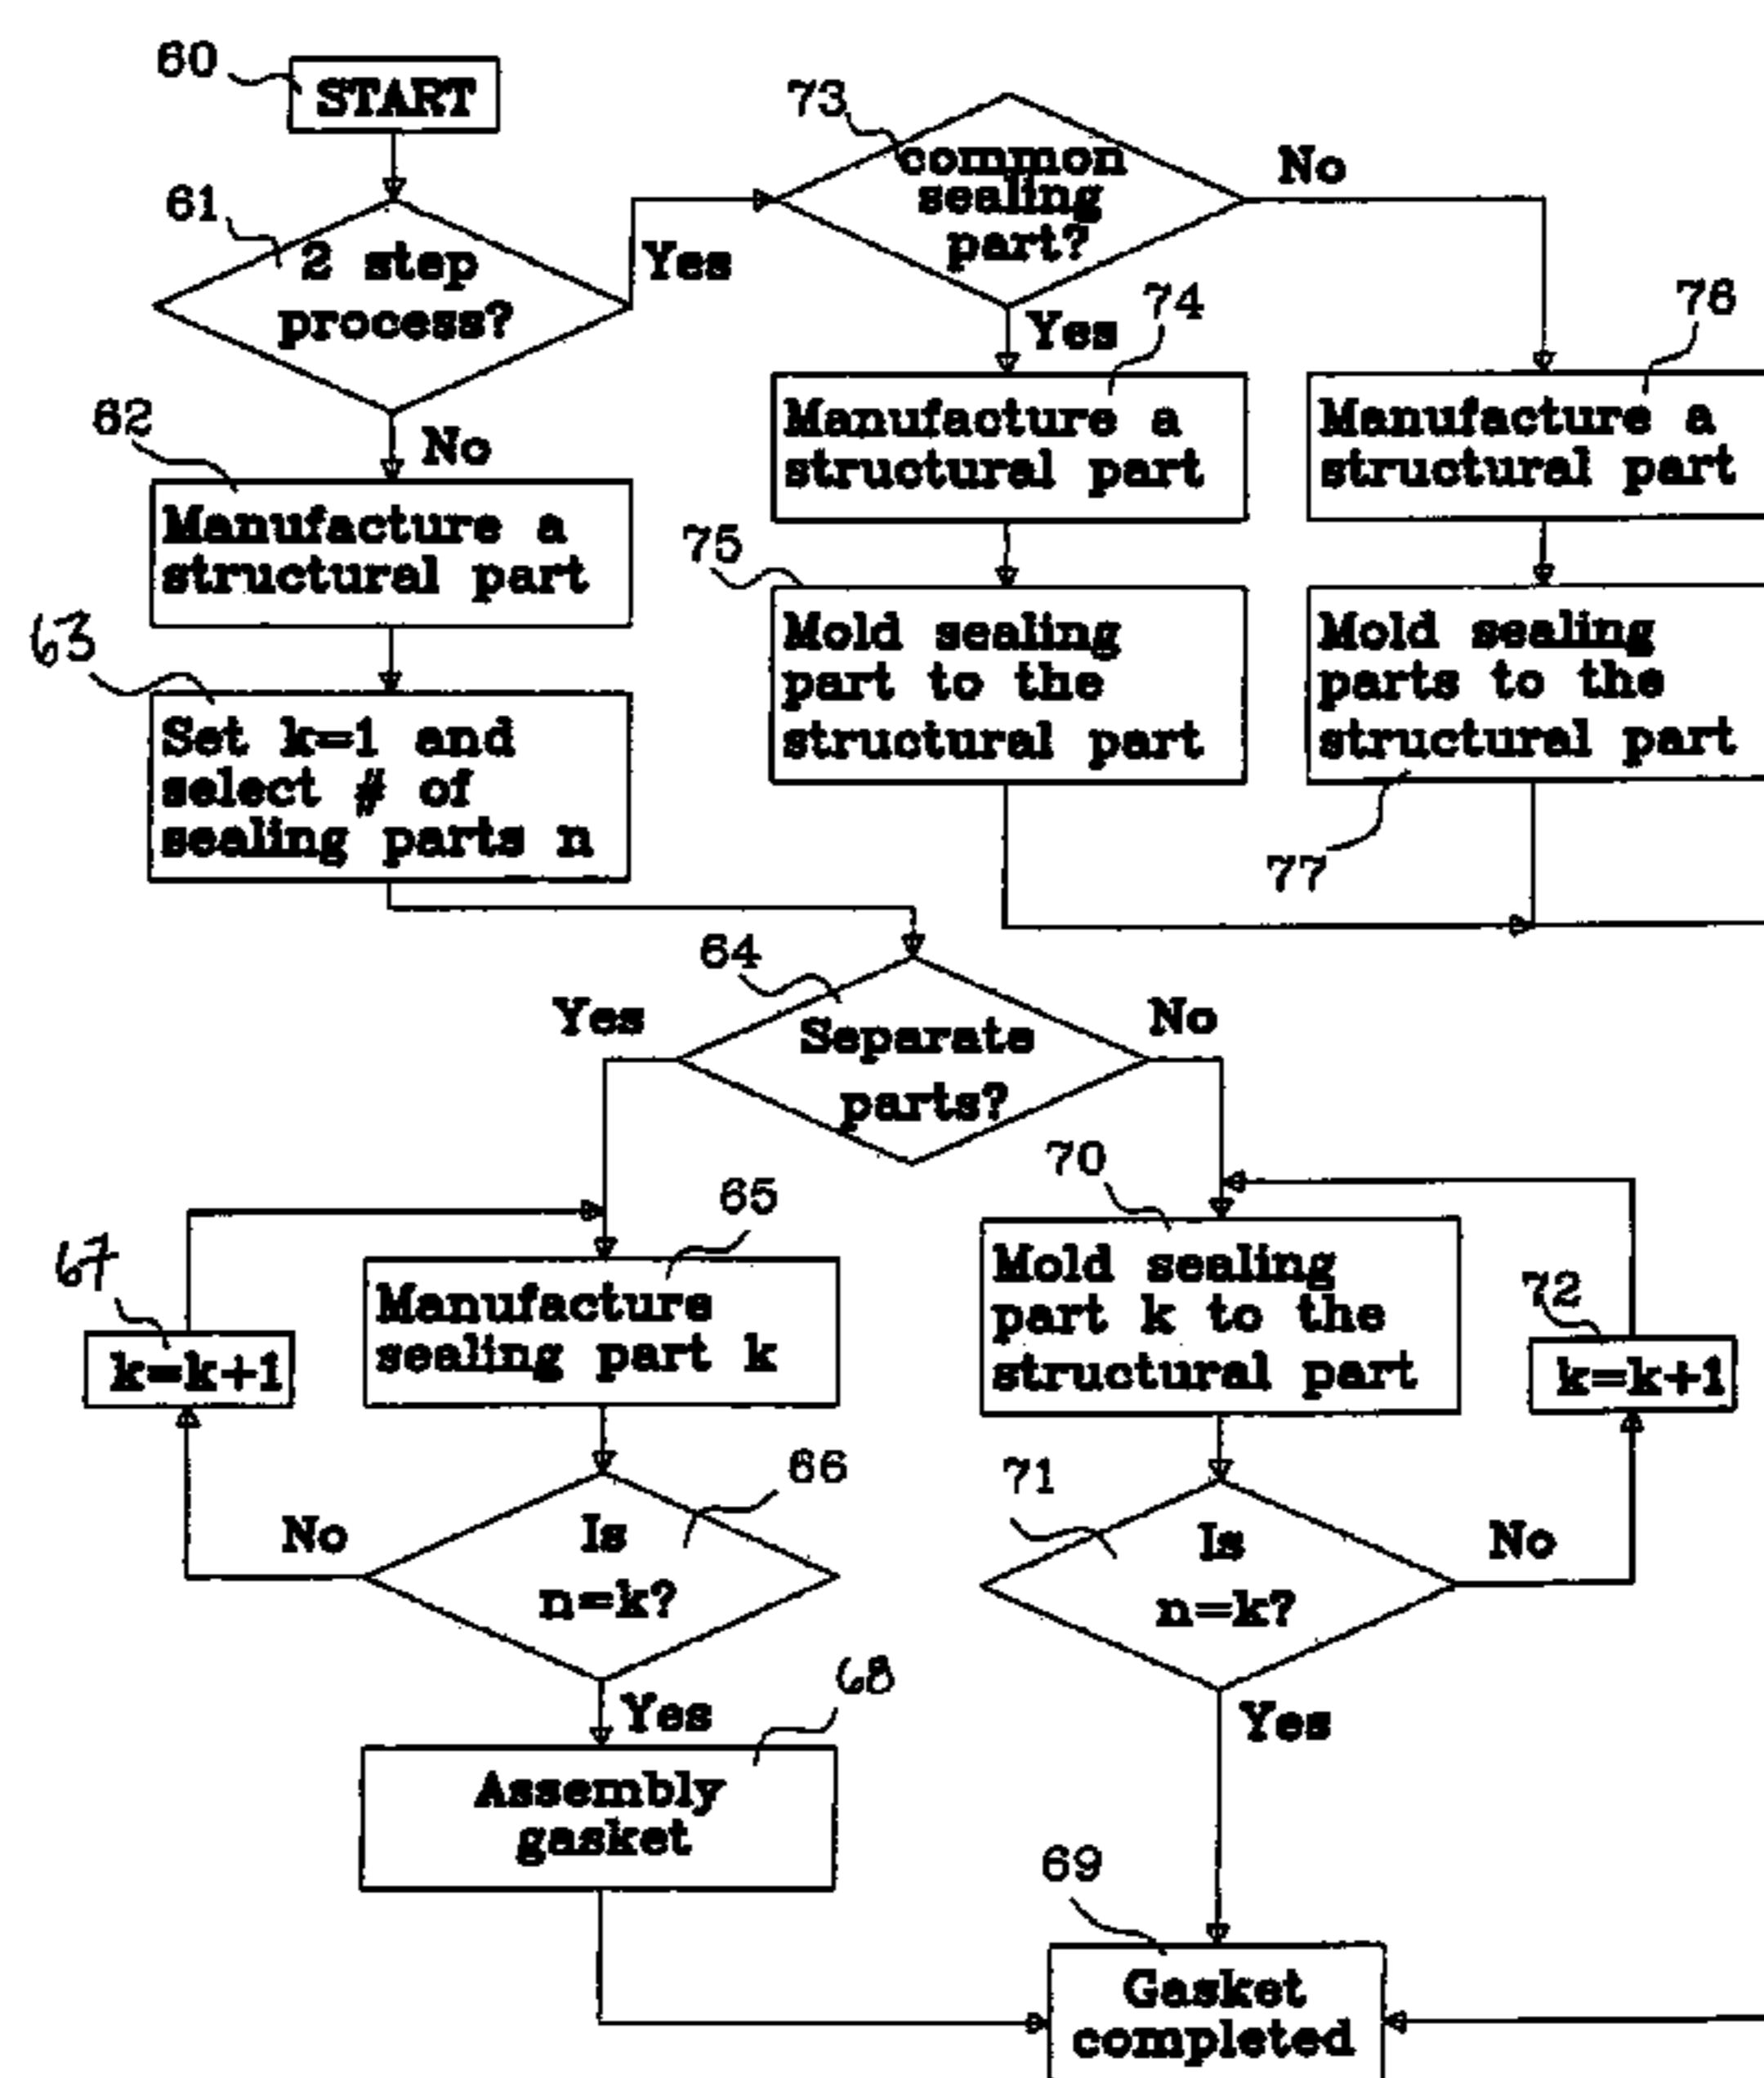 60
START
61
2 step
process?
Yes
No
62
Manufacture a
structural part
63
Set k=1 and
select # of
sealing parts n
73
common
sealing
part?
No
Yes
74
Manufacture a
structural part
76
Manufacture a
structural part
75
Mold sealing
part to the
structural part
Mold sealing
parts to the
structural part
77
64
Separate
parts?
Yes
No
65
Manufacture
sealing part k
67
k=k+1
66
Is
n=k?
No
Yes
68
Assembly
gasket
70
Mold sealing
part k to the
structural part
72
k=k+1
71
Is
n=k?
No
Yes
69
Gasket
completed